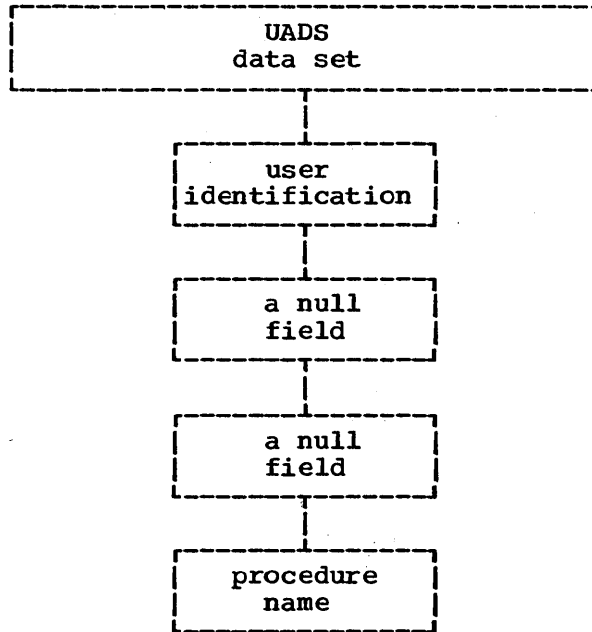 UADS
data set
user
identification
a null
field
a null
field
procedure
name